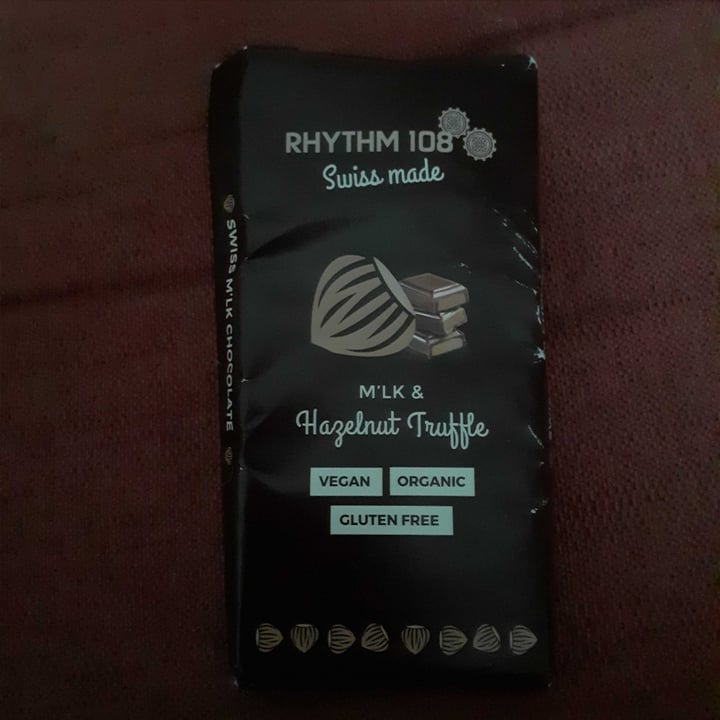 RHYTHM 108
Swiss made
M'LK &
Hazelnut Truffle
VEGAN ORGANIC
GLUTEN FREE
SWISS M'LK CHOCOLATE